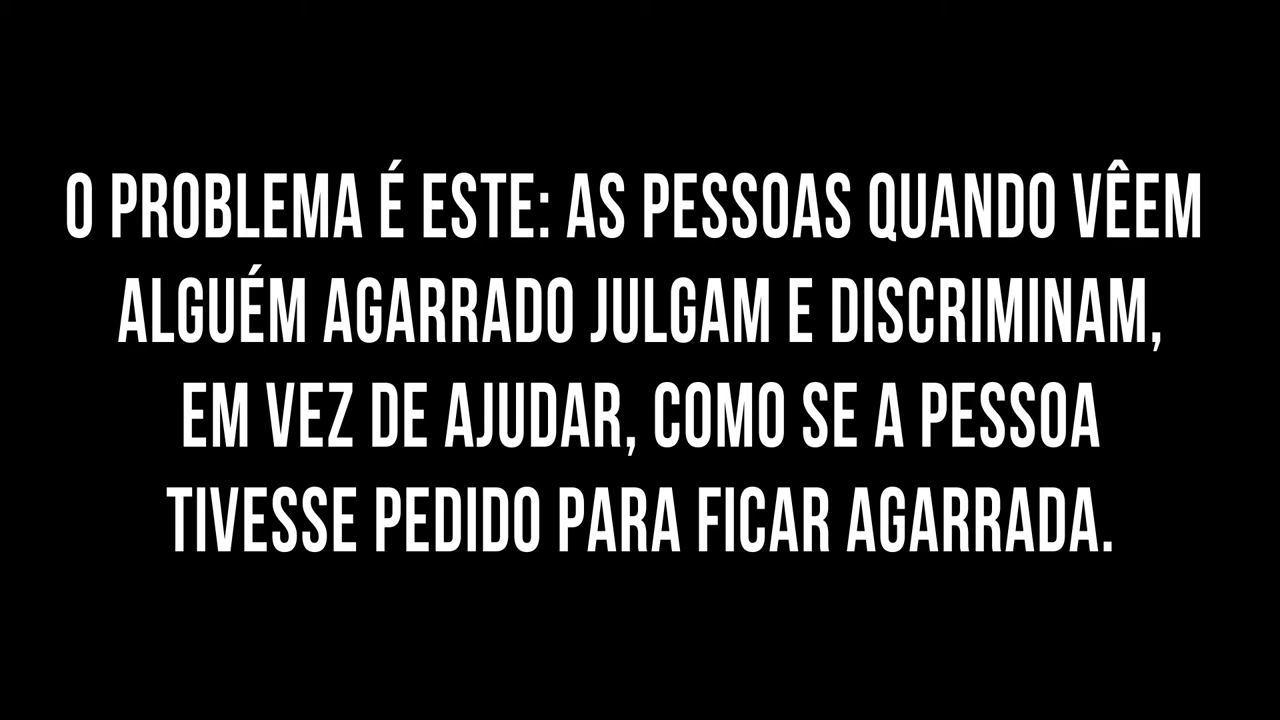 O PROBLEMA É ESTE: AS PESSOAS QUANDO VÊEM
ALGUÉM AGARRADO JULGAM E DISCRIMINAM,
EM VEZ DE AJUDAR, COMO SE A PESSOA
TIVESSE PEDIDO PARA FICAR AGARRADA.